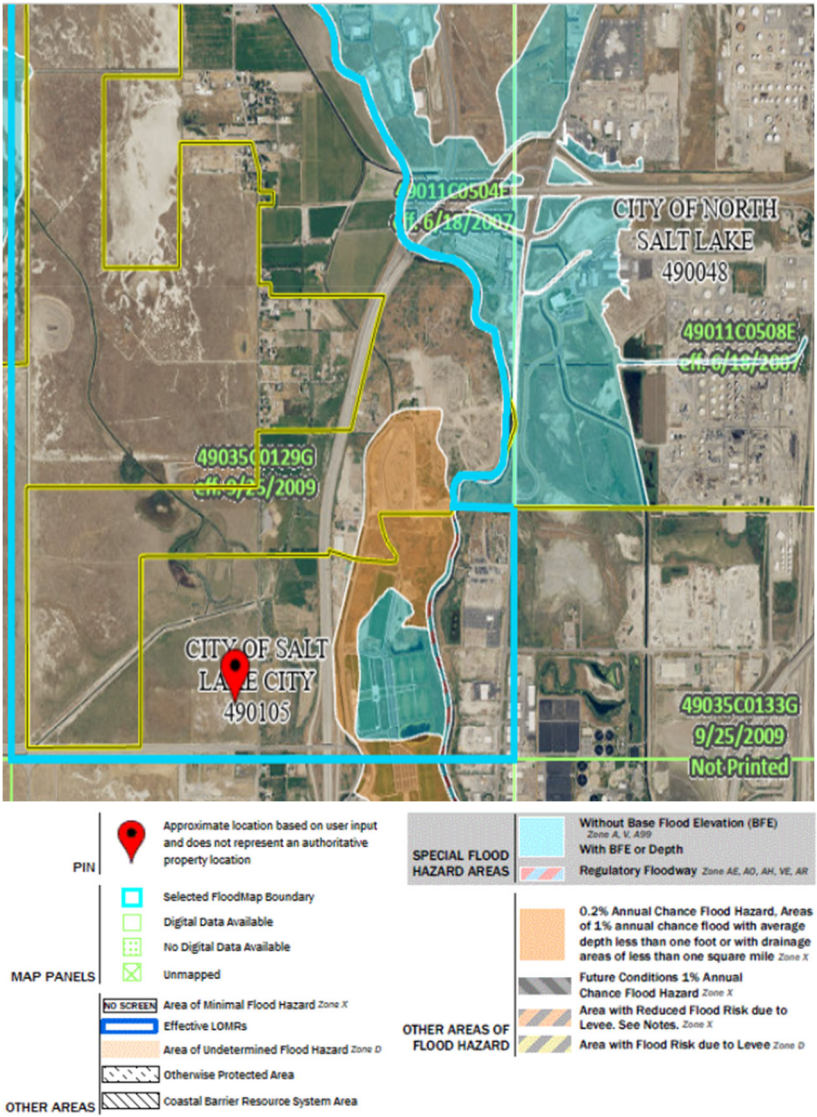 49011C0504E
eff. 6/18/2007
CITY OF NORTH
SALT LAKE
490048
49011C0508E
eff. 6/18/2007
49035C0129G
eff. 9/25/2009
CITY OF SALT
LAKE CITY
490105
49035C0133G
9/25/2009
Not Printed
PIN
Approximate location based on user input
and does not represent an authoritative
property location
MAP PANELS
Selected FloodMap Boundary
Digital Data Available
No Digital Data Available
Unmapped
OTHER AREAS
NO SCREEN Area of Minimal Flood Hazard Zone X
Effective LOMRs
Area of Undetermined Flood Hazard Zone D
Otherwise Protected Area
Coastal Barrier Resource System Area
SPECIAL FLOOD
HAZARD AREAS
Without Base Flood Elevation (BFE)
Zone A, V, A99
With BFE or Depth
Regulatory Floodway Zone AE, AO, AH, VE, AR
OTHER AREAS OF
FLOOD HAZARD
0.2% Annual Chance Flood Hazard, Areas
of 1% annual chance flood with average
depth less than one foot or with drainage
areas of less than one square mile Zone X
Future Conditions 1% Annual
Chance Flood Hazard Zone X
Area with Reduced Flood Risk due to
Levee. See Notes. Zone X
Area with Flood Risk due to Levee Zone D